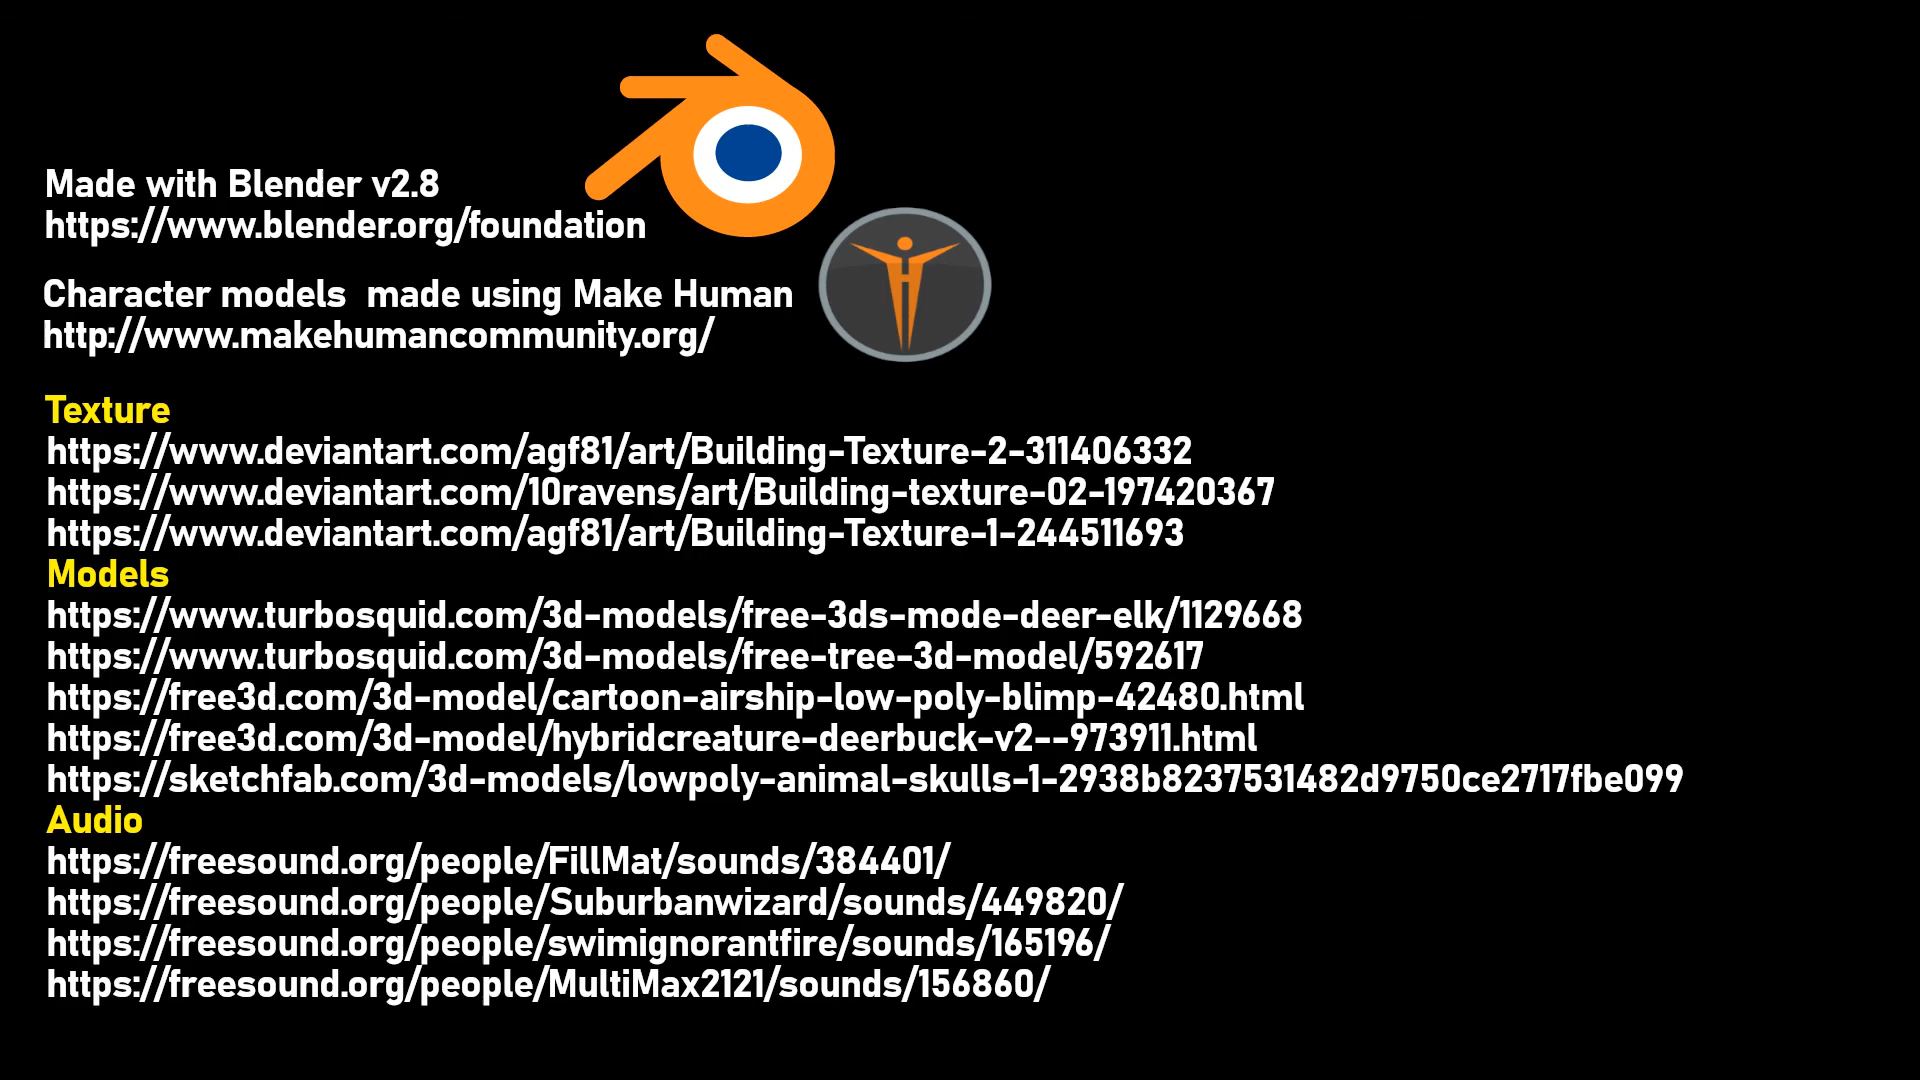 Made with Blender v2.8
https://www.blender.org/foundation
Character models  made using Make Human
http://www.makehumancommunity.org/
Texture
https://www.deviantart.com/agf81/art/Building-Texture-2-311406332
https://www.deviantart.com/10ravens/art/Building-texture-02-197420367
https://www.deviantart.com/agf81/art/Building-Texture-1-244511693
Models
https://www.turbosquid.com/3d-models/free-3ds-mode-deer-elk/1129668
https://www.turbosquid.com/3d-models/free-tree-3d-model/592617
https://free3d.com/3d-model/cartoon-airship-low-poly-blimp-42480.html
https://free3d.com/3d-model/hybridcreature-deerbuck-v2--973911.html
https://sketchfab.com/3d-models/lowpoly-animal-skulls-1-2938b8237531482d9750ce2717fbe099
Audio
https://freesound.org/people/FillMat/sounds/384401/
https://freesound.org/people/Suburbanwizard/sounds/449820/
https://freesound.org/people/swimignorantfire/sounds/165196/
https://freesound.org/people/MultiMax2121/sounds/156860/